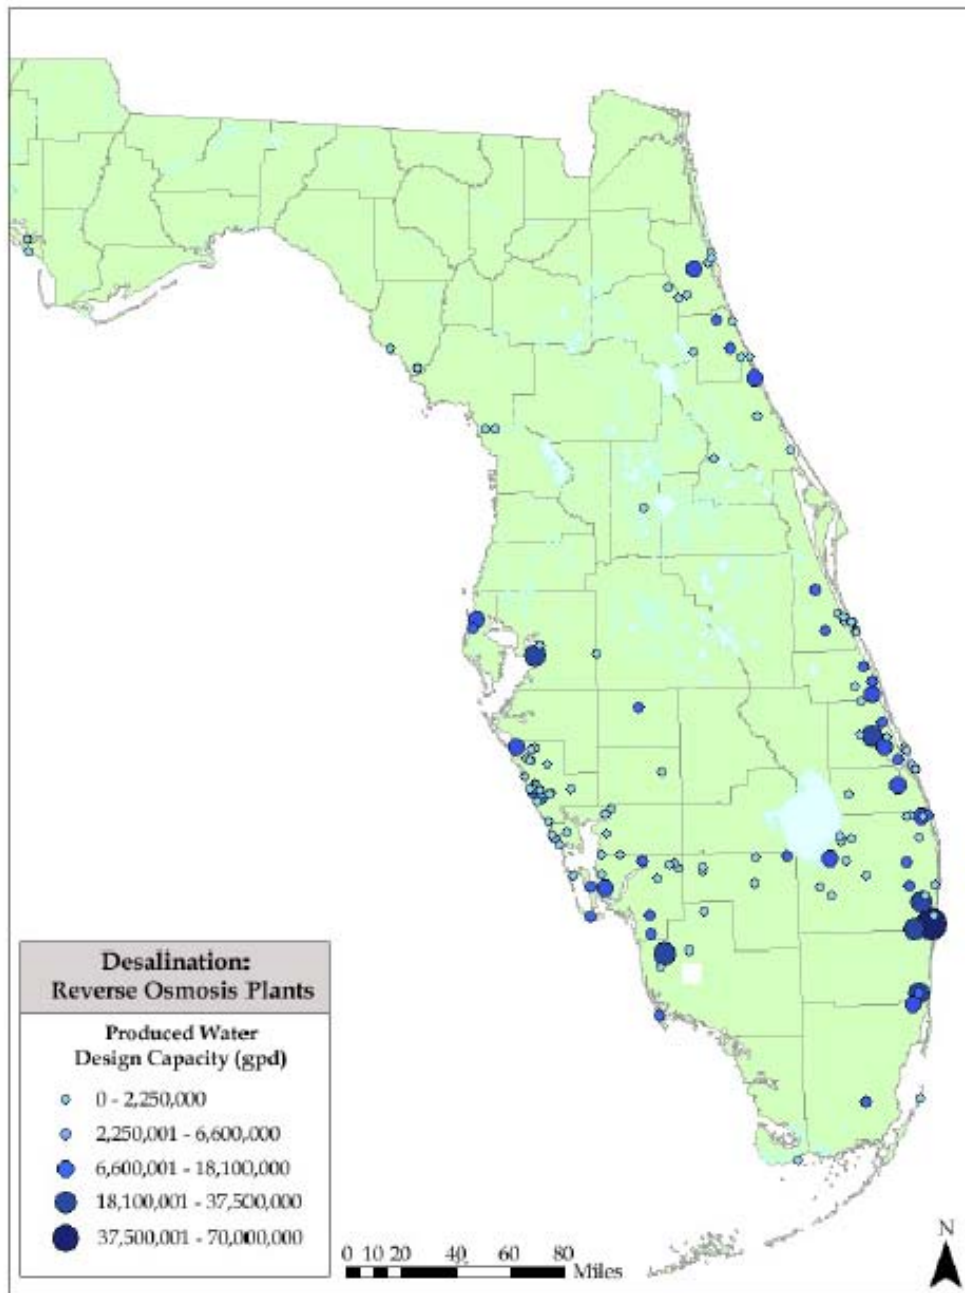 Desalination:
Reverse Osmosis Plants
Produced Water
Design Capacity (gpd)
0 - 2,250,000
2,250,001 - 6,600,000
6,600,001 - 18,100,000
18,100,001 - 37,500,000
37,500,001 - 70,000,000
0 10 20 40 60 80
Miles
N